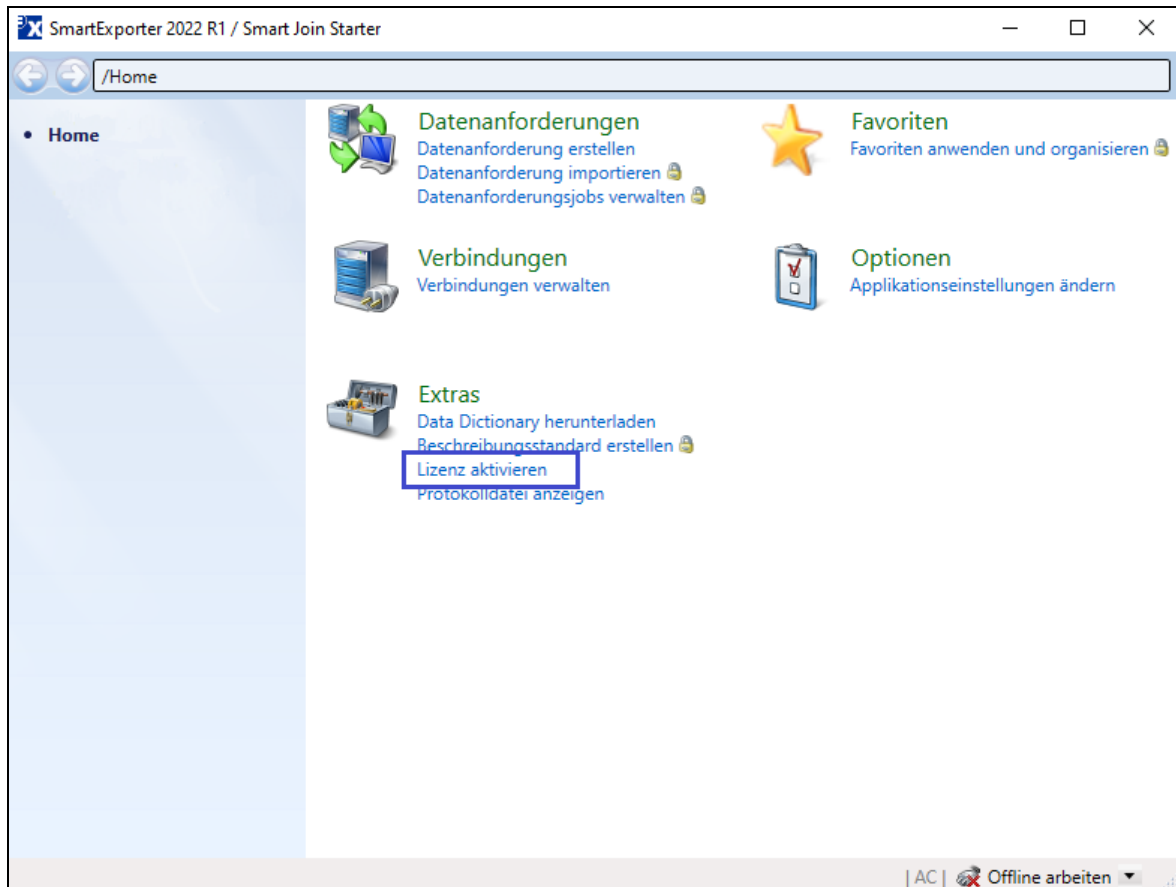 SmartExporter 2022 R1 / Smart Join Starter
/Home
Home
Datenanforderungen
Datenanforderung erstellen
Datenanforderung importieren
Datenanforderungsjobs verwalten
Favoriten
Favoriten anwenden und organisieren
Verbindungen
Verbindungen verwalten
Optionen
Applikationseinstellungen ändern
Extras
Data Dictionary herunterladen
Beschreibungsstandard erstellen
Lizenz aktivieren
Protokolldatei anzeigen
| AC | Offline arbeiten